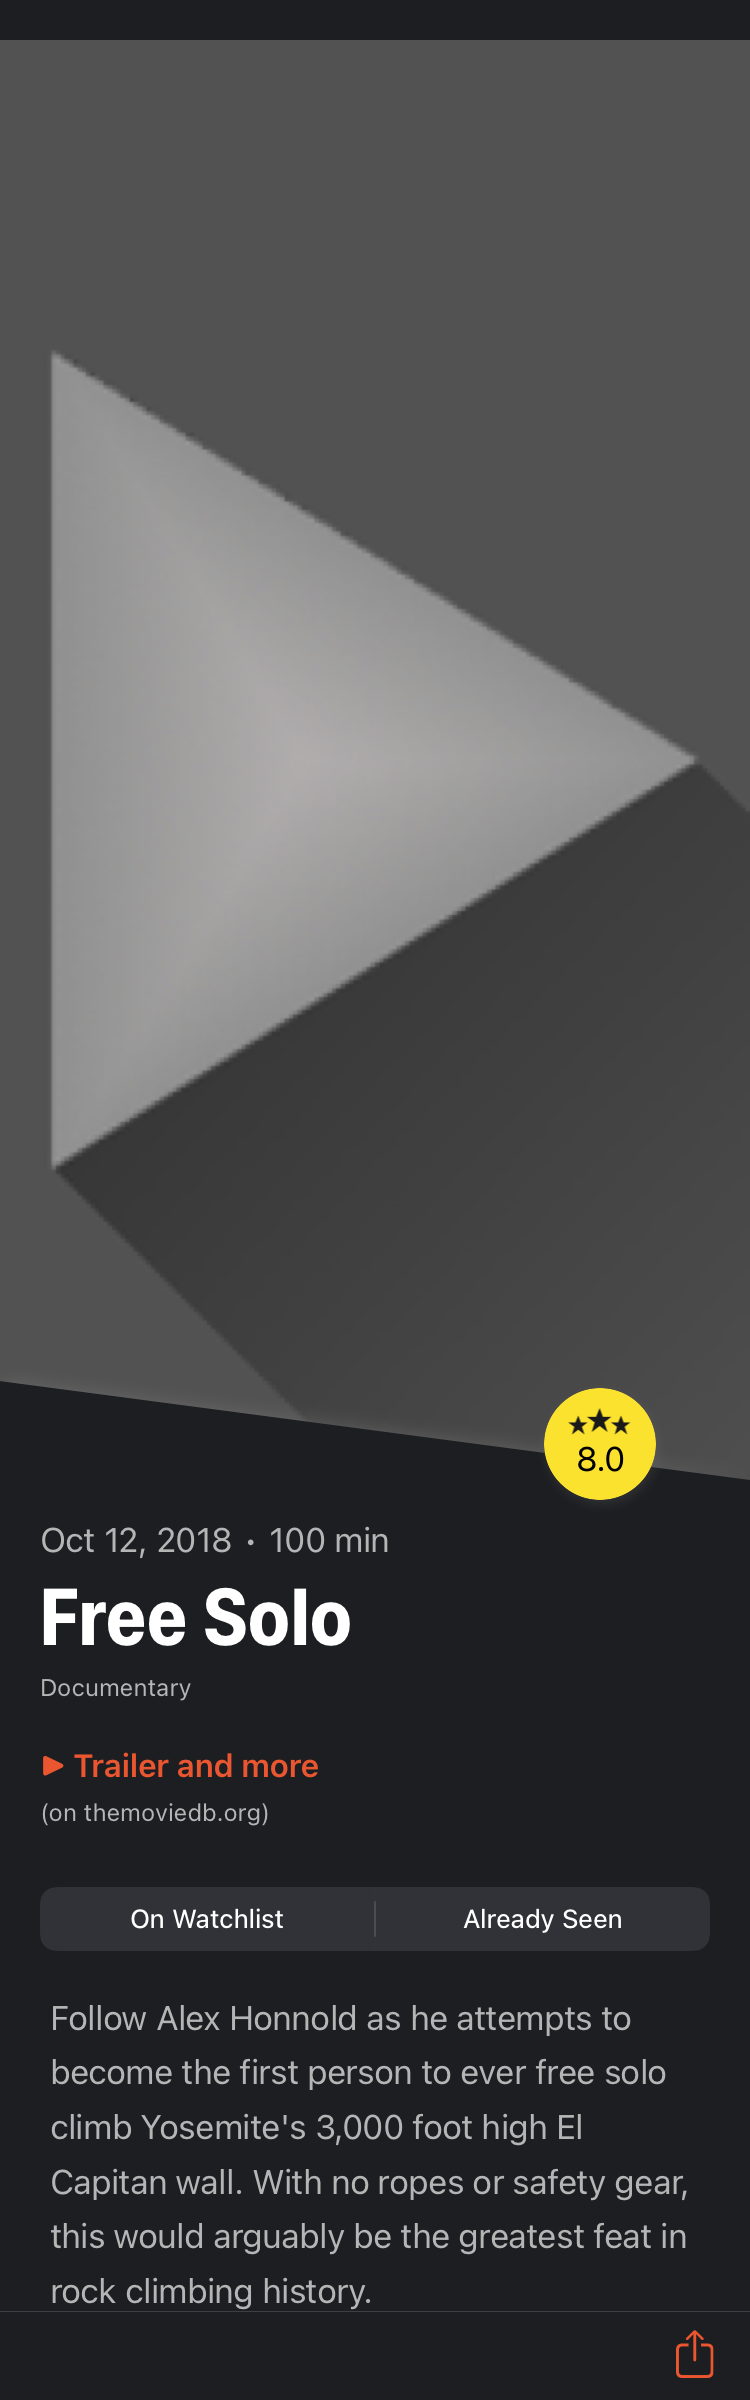 8.0
Oct 12, 2018 • 100 min
Free Solo
Documentary
Trailer and more
(on themoviedb.org)
On Watchlist
Already Seen
Follow Alex Honnold as he attempts to
become the first person to ever free solo
climb Yosemite's 3,000 foot high El
Capitan wall. With no ropes or safety gear,
this would arguably be the greatest feat in
rock climbing history.